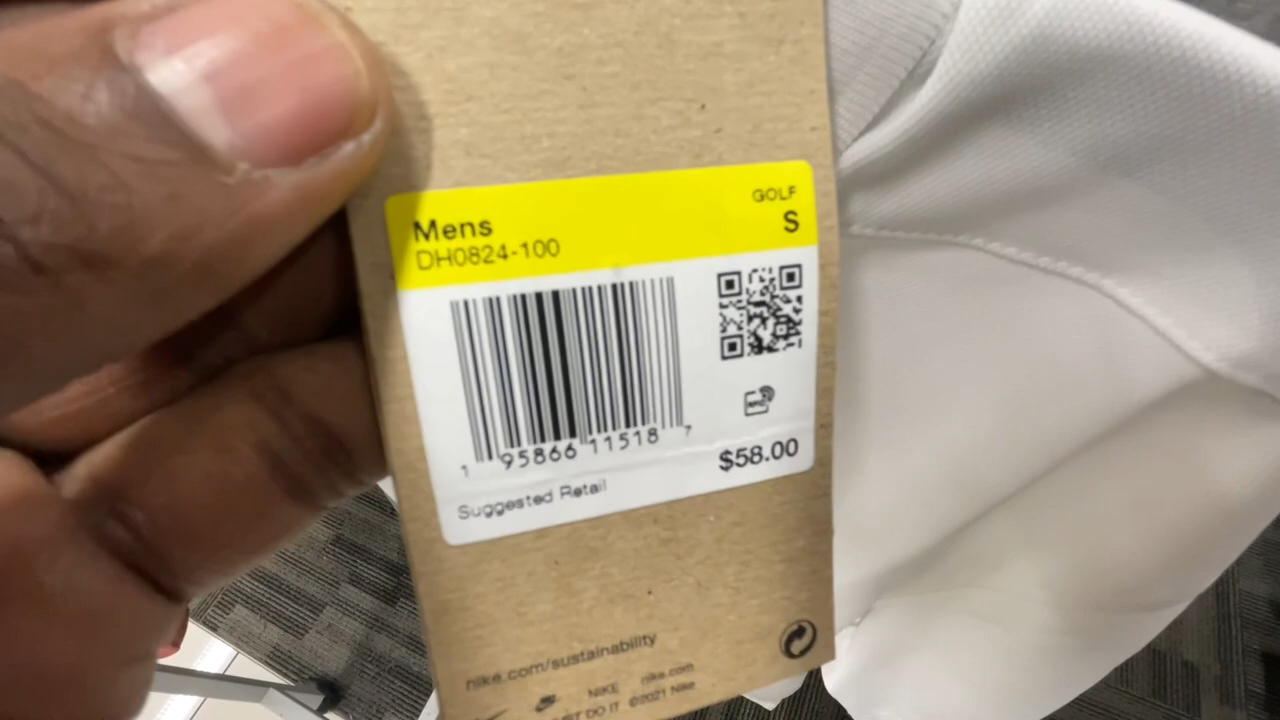 Mens
GOLF
DH0824-100
S
1 95866 11518 7
$58.00
Suggested Retail
nike.com/sustainability
NIKE
nike.com
JUST DO IT
©2021 Nike